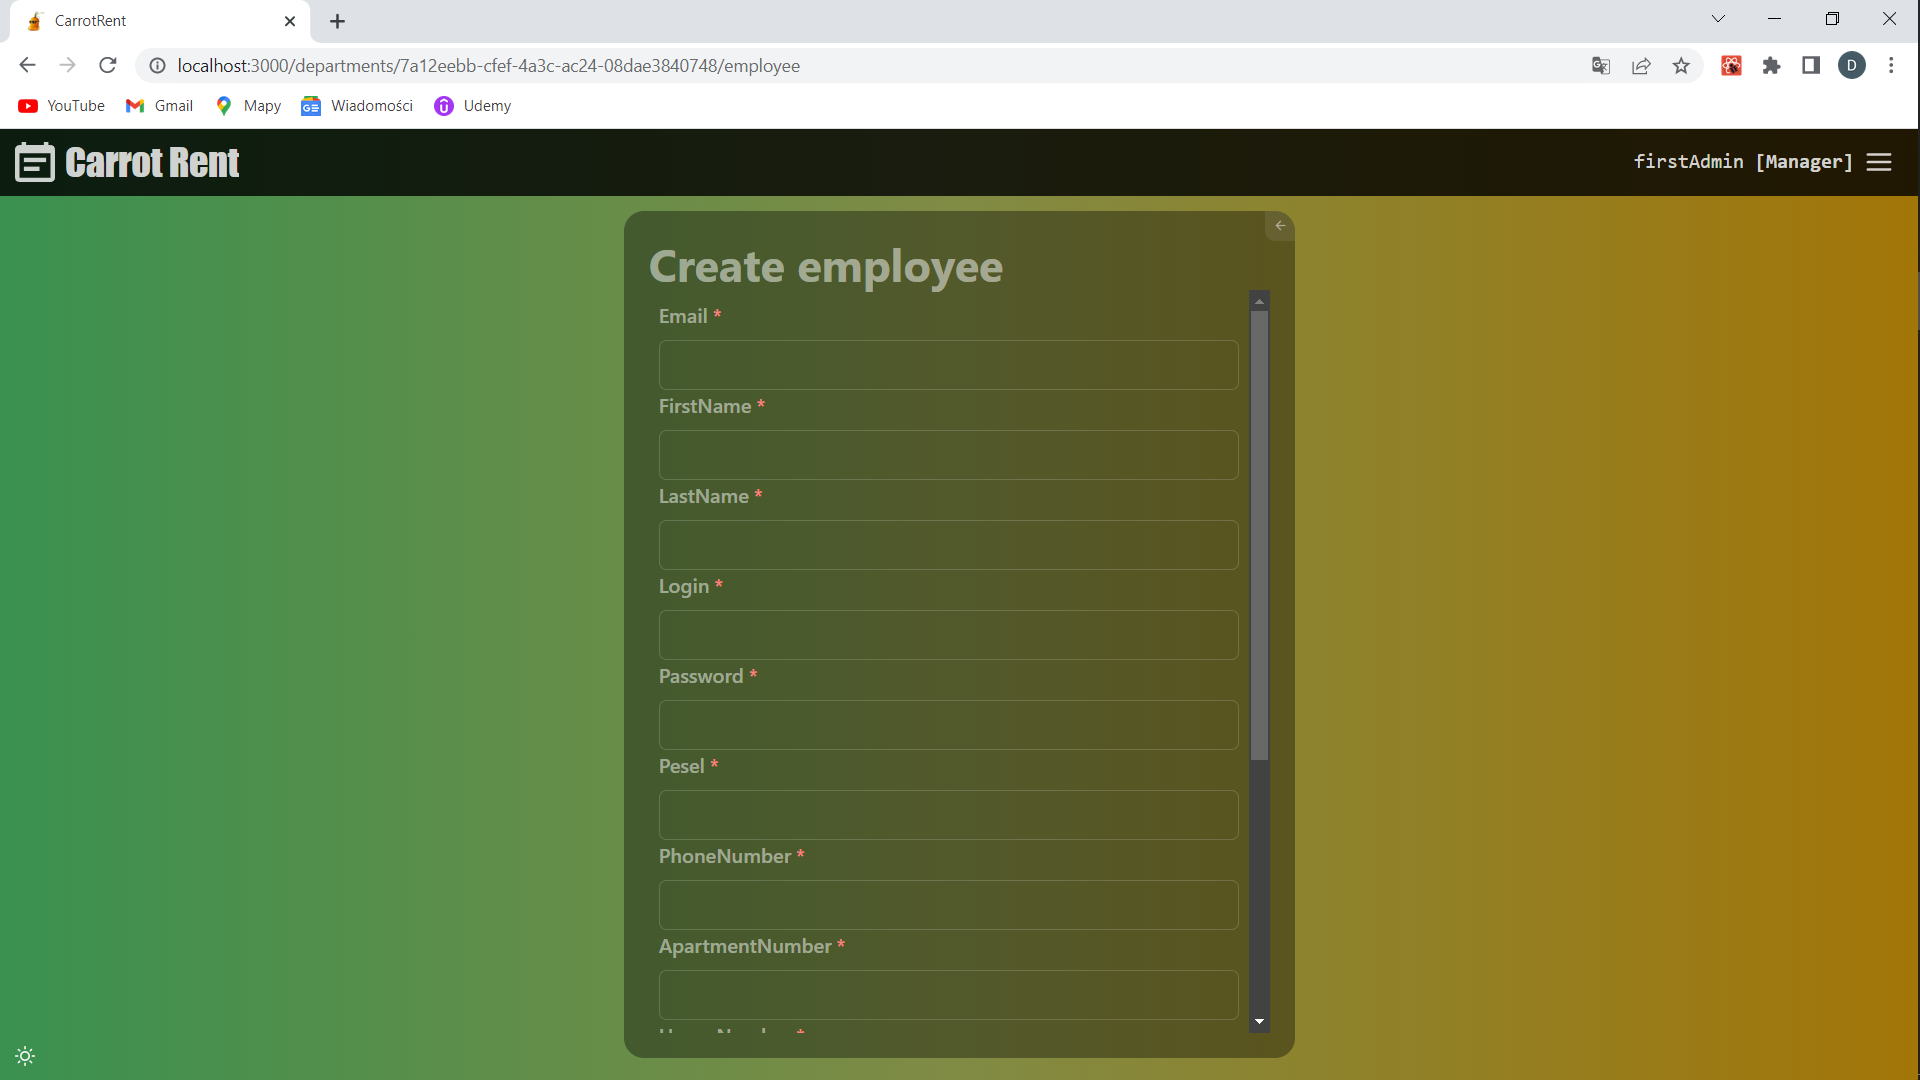 CarrotRent
localhost:3000/departments/7a12eebb-cfef-4a3c-ac24-08dae3840748/employee
D
YouTube Gmail Mapy Wiadomości Udemy
Carrot Rent
firstAdmin [Manager]
Create employee
Email *
FirstName *
LastName *
Login *
Password *
Pesel *
PhoneNumber *
ApartmentNumber *